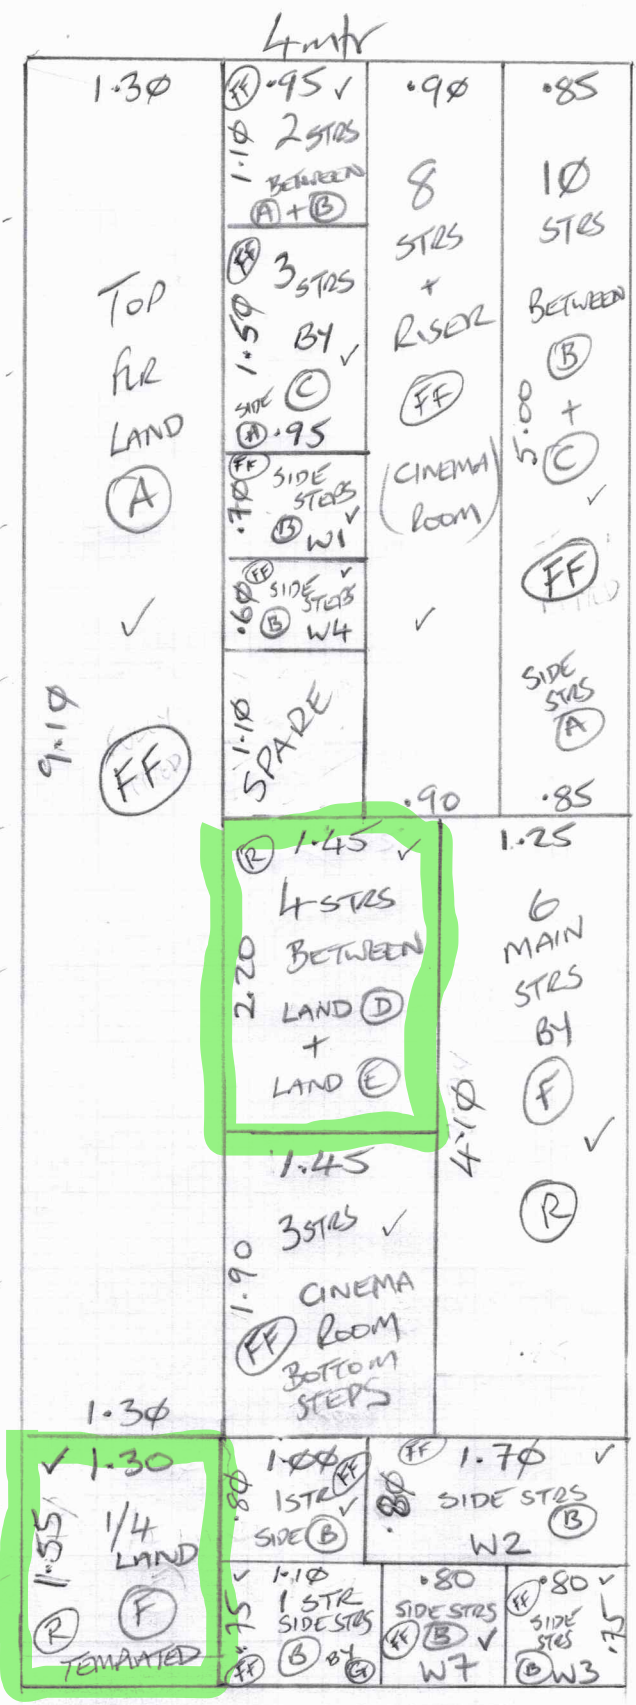 4mtr
1.30
TOP
FLR
LAND
A
✓
9.10
FF
1.30
FF .95 ✓
1.10
2 STRS
BETWEEN
A + B
FF
1.50
3 STRS
BY ✓
SIDE C
A .95
FF
.70
SIDE
STEPS ✓
B W1
FF ✓
.60
SIDE
STEPS
B W4
1.10
SPARE
.90
8
STRS
+
RISER
FF
(CINEMA
ROOM)
✓
.90
.85
10
STRS
BETWEEN
B
+
C
5.00
✓
FF
SIDE
STRS
A
.85
R 1.45 ✓
4 STRS
2.20
BETWEEN
LAND D
+
LAND E
1.25
6
MAIN
STRS
BY
F
4.10
✓
R
1.45
3 STRS ✓
1.90
CINEMA
FF ROOM
BOTTOM
STEPS
✓ 1.30
1.55
1/4
LAND
R F
TEMPLATED
1.00 FF
.80
1 STR ✓
SIDE B
FF 1.70 ✓
.80
SIDE STRS
B
W2
✓ 1.10
.75
1 STR
SIDE STRS
FF B BY G
.80
SIDE STRS
FF B ✓
W7
FF .80 ✓
SIDE
STRS
.75
B W3